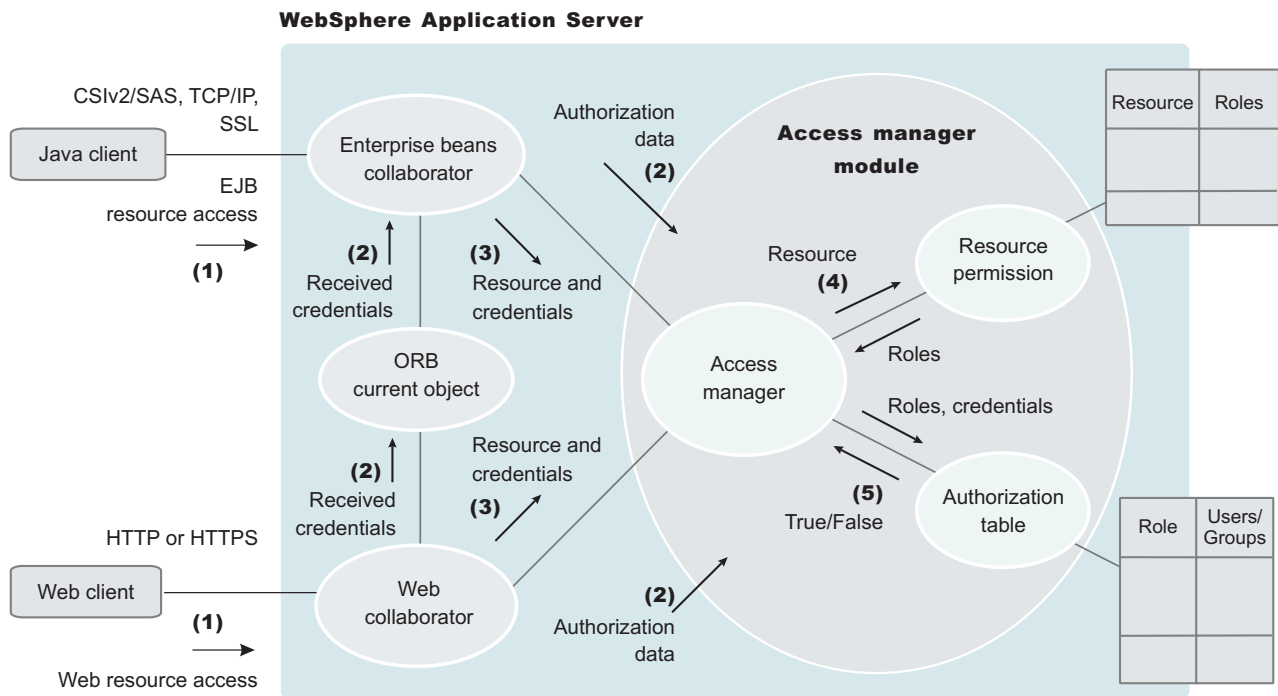 WebSphere Application Server
CSIv2/SAS, TCP/IP,
SSL
Java client
EJB
resource access
(1)
Enterprise beans
collaborator
(2)
Received
credentials
(3)
Resource and
credentials
Authorization
data
(2)
Access manager
module
Resource
Roles
Resource
(4)
Resource
permission
Roles
ORB
current object
Access
manager
Roles, credentials
(2)
Received
credentials
Resource and
credentials
(3)
(5)
True/False
Authorization
table
Role
Users/
Groups
HTTP or HTTPS
Web client
(1)
Web resource access
Web
collaborator
(2)
Authorization
data